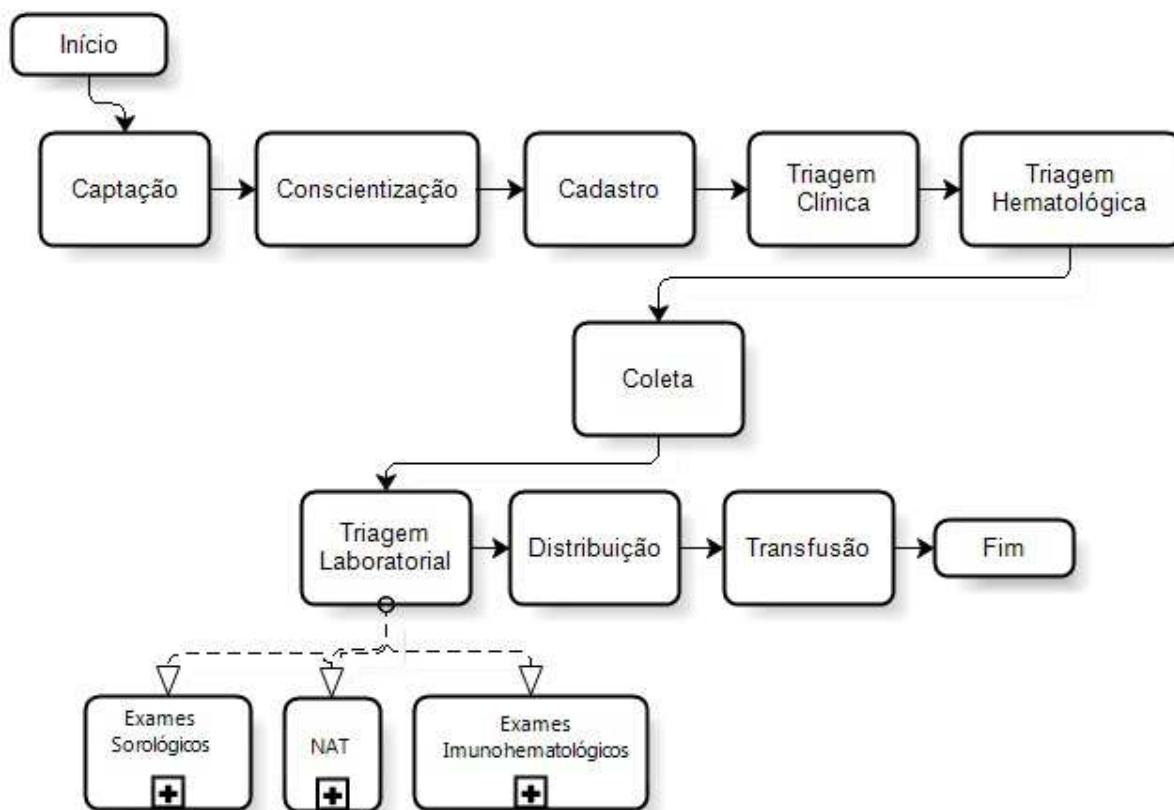 Início
Captação
Conscientização
Cadastro
Triagem
Clínica
Triagem
Hematológica
Coleta
Triagem
Laboratorial
Distribuição
Transfusão
Fim
Exames
Sorológicos
NAT
Exames
Imunohematológicos